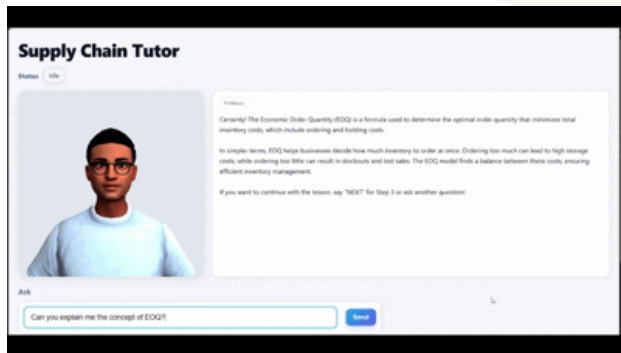 Supply Chain Tutor
Status Idle
Professor
Certainly! The Economic Order Quantity (EOQ) is a formula used to determine the optimal order quantity that minimizes total
inventory costs, which include ordering and holding costs.
In simpler terms, EOQ helps businesses decide how much inventory to order at once. Ordering too much can lead to high storage
costs, while ordering too little can result in stockouts and lost sales. The EOQ model finds a balance between these costs, ensuring
efficient inventory management.
If you want to continue with the lesson, say "NEXT" for Step 3 or ask another question!
Ask
Can you explain me the concept of EOQ?
Send